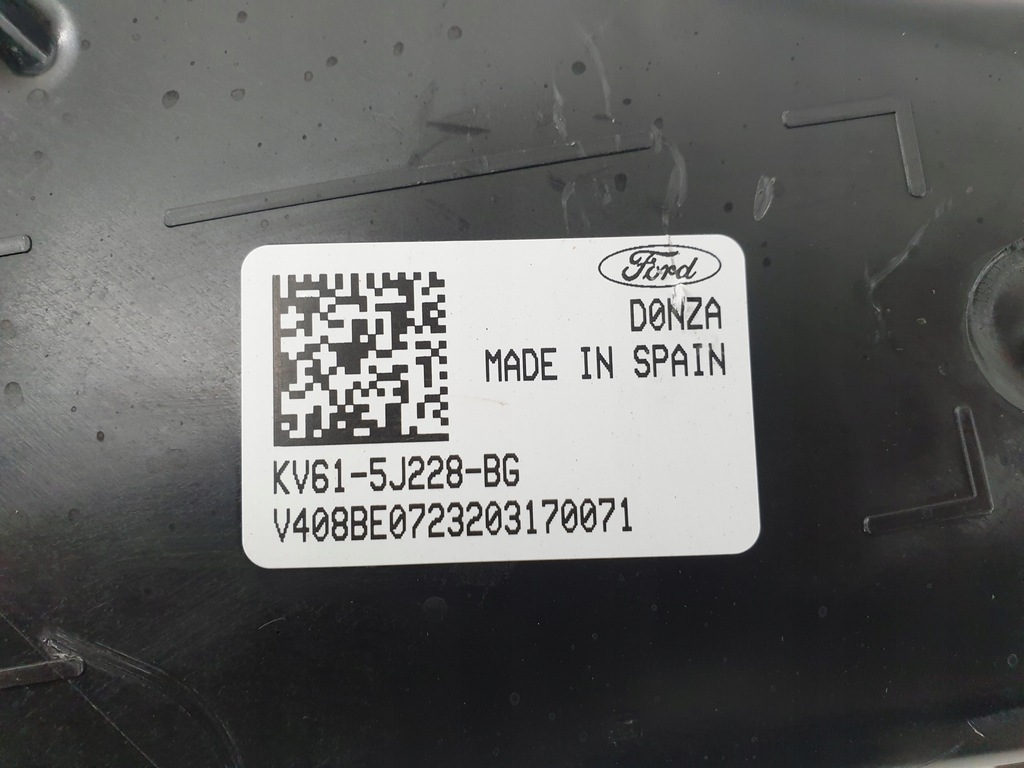 Ford
D0NZA
MADE IN SPAIN
KV61-5J228-BG
V408BE0723203170071